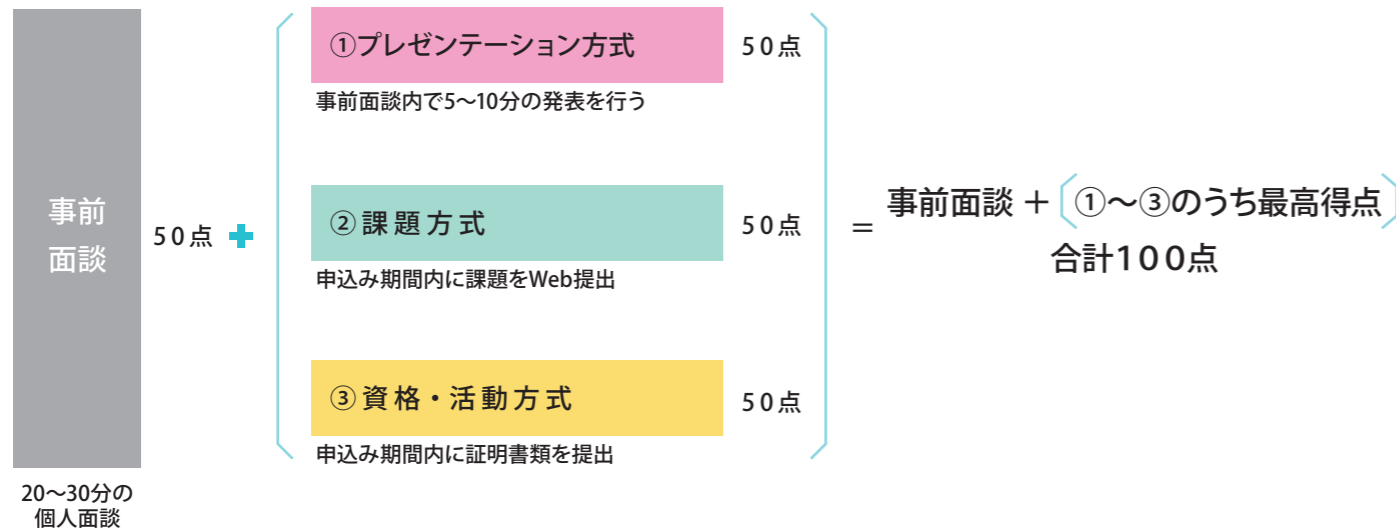 事前
面談
20〜30分の
個人面談
50点
+
①プレゼンテーション方式
50点
事前面談内で5〜10分の発表を行う
②課題方式
50点
申込み期間内に課題をWeb提出
③資格・活動方式
50点
申込み期間内に証明書類を提出
=
事前面談 + (①〜③のうち最高得点)
合計100点